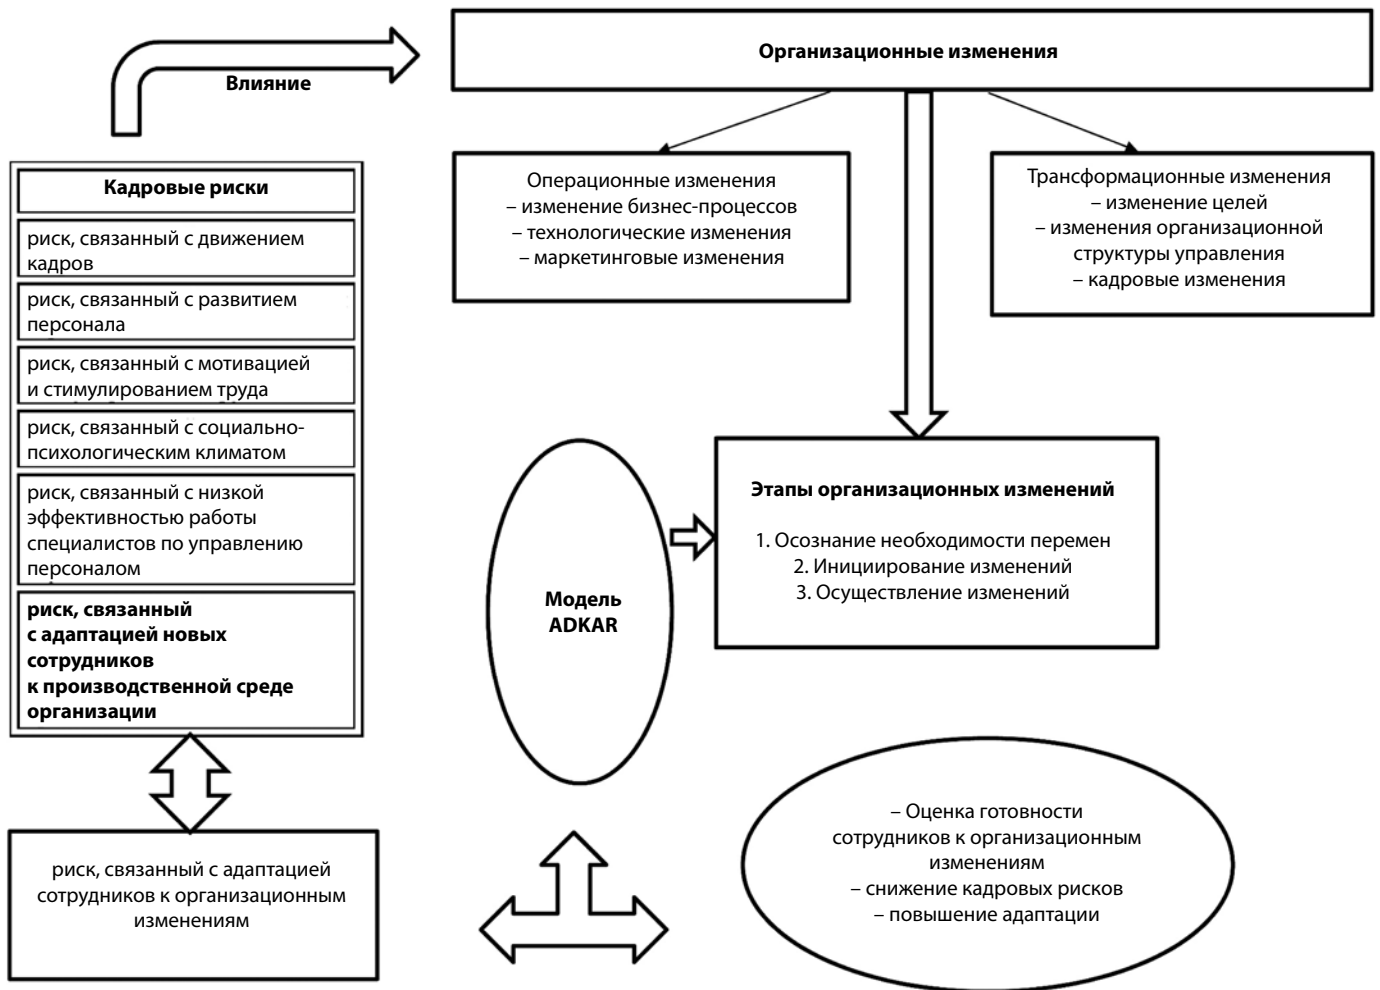 Организационные изменения
Влияние
Кадровые риски
риск, связанный с движением
кадров
риск, связанный с развитием
персонала
риск, связанный с мотивацией
и стимулированием труда
риск, связанный с социально-
психологическим климатом
риск, связанный с низкой
эффективностью работы
специалистов по управлению
персоналом
риск, связанный
с адаптацией новых
сотрудников
к производственной среде
организации
риск, связанный с адаптацией
сотрудников к организационным
изменениям
Операционные изменения
– изменение бизнес-процессов
– технологические изменения
– маркетинговые изменения
Трансформационные изменения
– изменение целей
– изменения организационной
структуры управления
– кадровые изменения
Этапы организационных изменений
1. Осознание необходимости перемен
2. Инициирование изменений
3. Осуществление изменений
Модель
ADKAR
– Оценка готовности
сотрудников к организационным
изменениям
– снижение кадровых рисков
– повышение адаптации